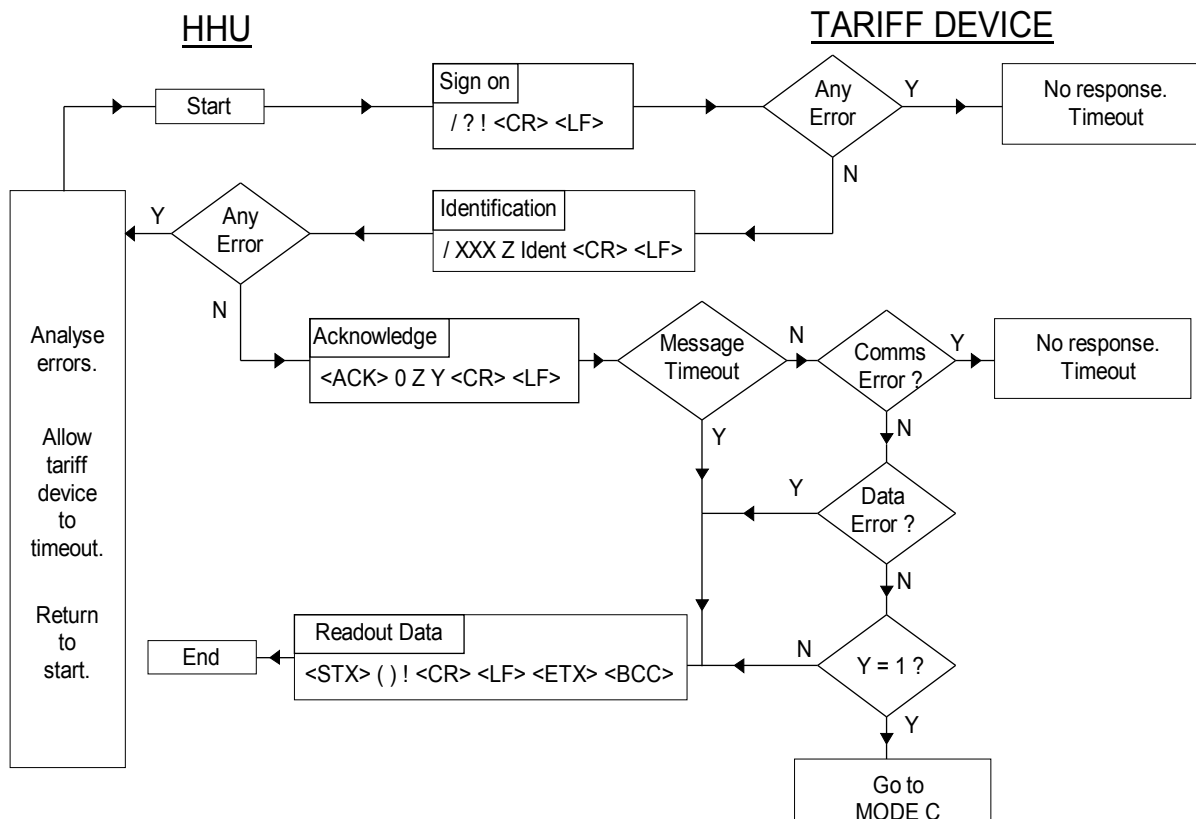 HHU
TARIFF DEVICE
Start
Sign on
/ ? ! <CR> <LF>
Any
Error
Y
No response.
Timeout
N
Identification
/ XXX Z Ident <CR> <LF>
Any
Error
Y
N
Analyse
errors.
Allow
tariff
device
to
timeout.
Return
to
start.
Acknowledge
<ACK> 0 Z Y <CR> <LF>
Message
Timeout
N
Comms
Error ?
Y
No response.
Timeout
Y
N
Data
Error ?
Y
N
Y = 1 ?
N
Readout Data
<STX> ( ) ! <CR> <LF> <ETX> <BCC>
End
Y
Go to
MODE C